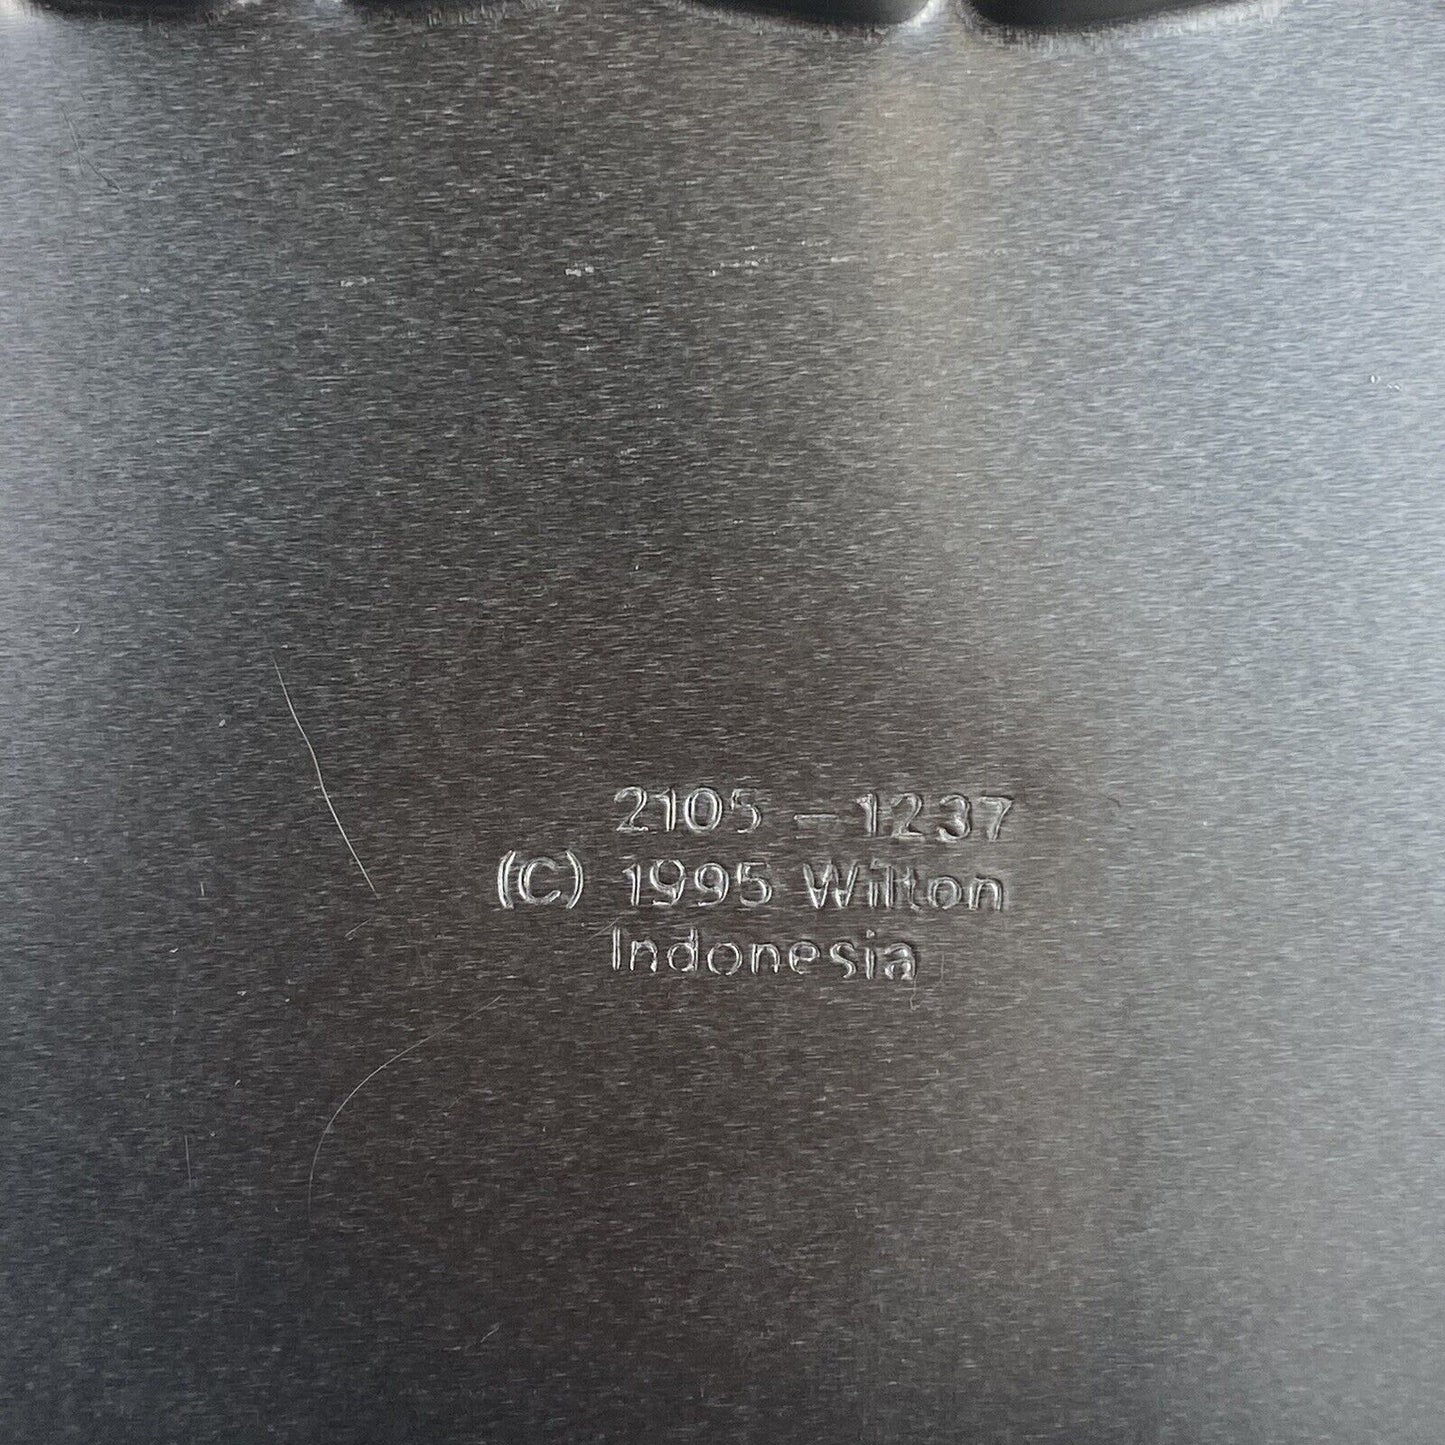 2105 - 1237
(C) 1995 Wilton
Indonesia